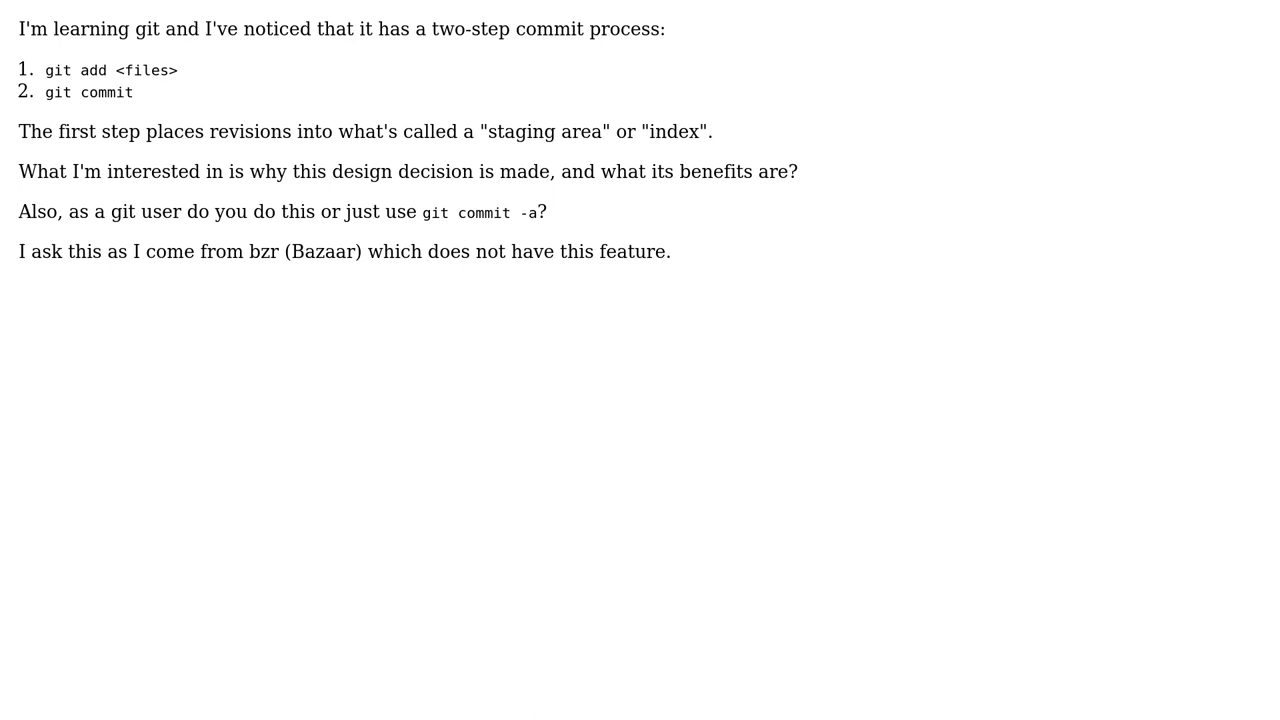 I'm learning git and I've noticed that it has a two-step commit process:
1. git add <files>
2. git commit
The first step places revisions into what's called a "staging area" or "index".
What I'm interested in is why this design decision is made, and what its benefits are?
Also, as a git user do you do this or just use git commit -a?
I ask this as I come from bzr (Bazaar) which does not have this feature.